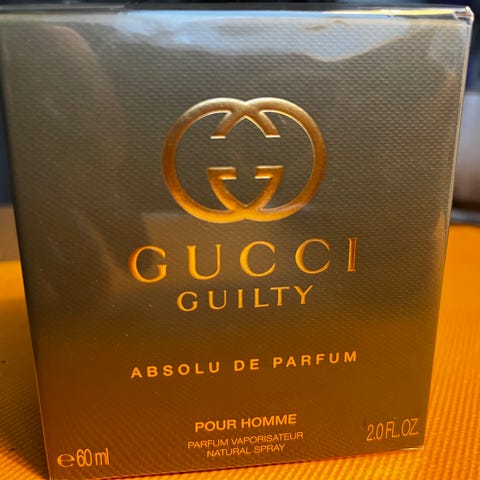 GUCCI
GUILTY
ABSOLU DE PARFUM
POUR HOMME
PARFUM VAPORISATEUR
NATURAL SPRAY
℮60 ml
2.0 FL.OZ.